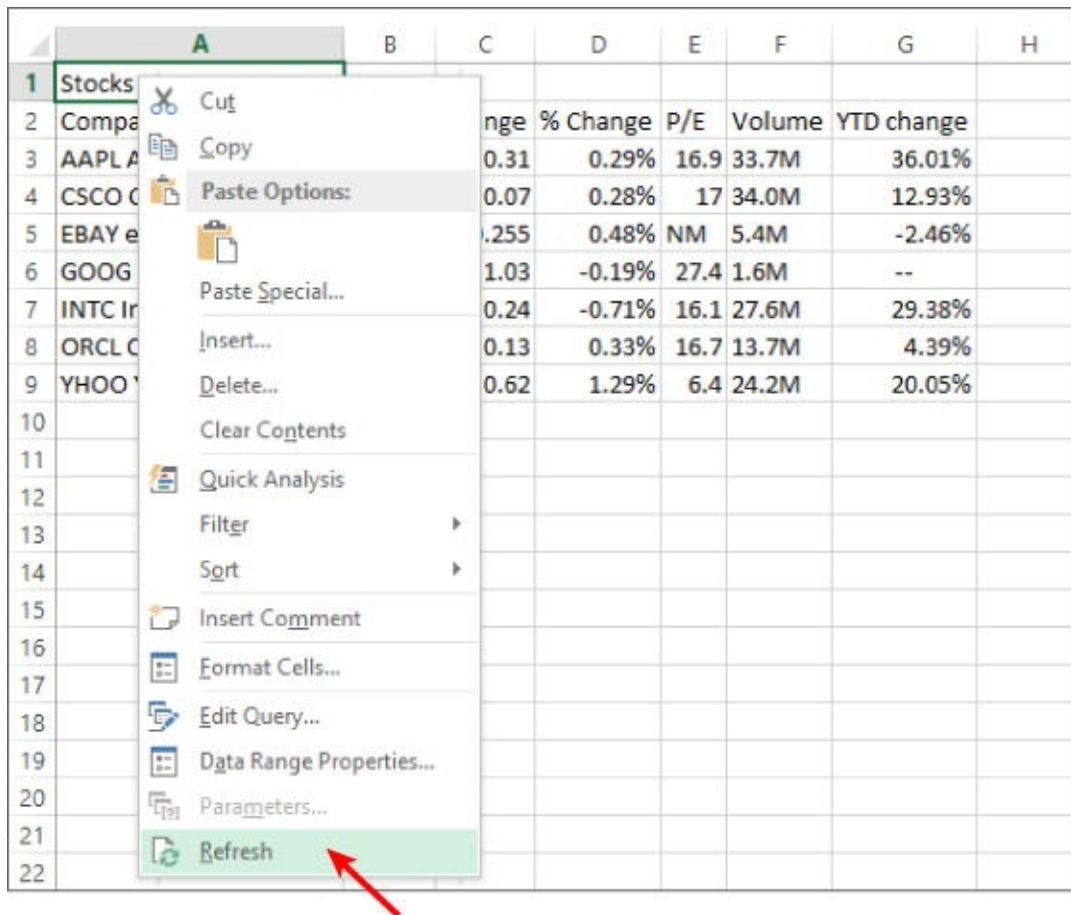 A B C D E F G H
1 Stocks
2 Compa nge % Change P/E Volume YTD change
3 AAPL A 0.31 0.29% 16.9 33.7M 36.01%
4 CSCO C 0.07 0.28% 17 34.0M 12.93%
5 EBAY e .255 0.48% NM 5.4M -2.46%
6 GOOG 1.03 -0.19% 27.4 1.6M --
7 INTC Ir 0.24 -0.71% 16.1 27.6M 29.38%
8 ORCL C 0.13 0.33% 16.7 13.7M 4.39%
9 YHOO 0.62 1.29% 6.4 24.2M 20.05%
10
11
12
13
14
15
16
17
18
19
20
21
22
Cut
Copy
Paste Options:
Paste Special...
Insert...
Delete...
Clear Contents
Quick Analysis
Filter
Sort
Insert Comment
Format Cells...
Edit Query...
Data Range Properties...
Parameters...
Refresh